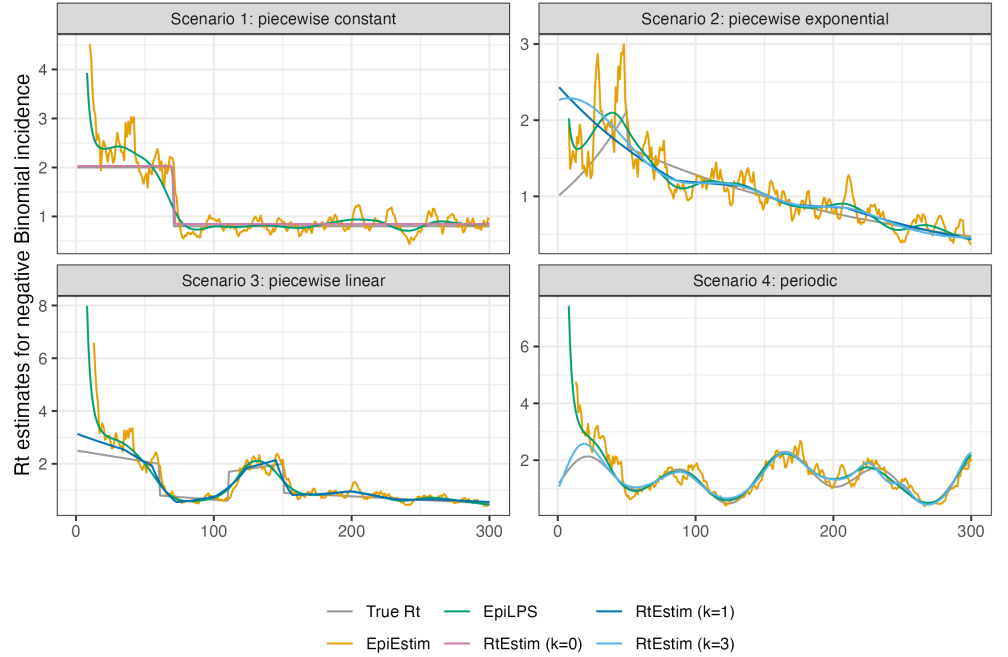 Rt estimates for negative Binomial incidence
Scenario 1: piecewise constant
4
3
2
1
Scenario 2: piecewise exponential
3
2
1
Scenario 3: piecewise linear
8
6
4
2
0
100
200
300
Scenario 4: periodic
6
4
2
0
100
200
300
True Rt
EpiLPS
RtEstim (k=1)
EpiEstim
RtEstim (k=0)
RtEstim (k=3)